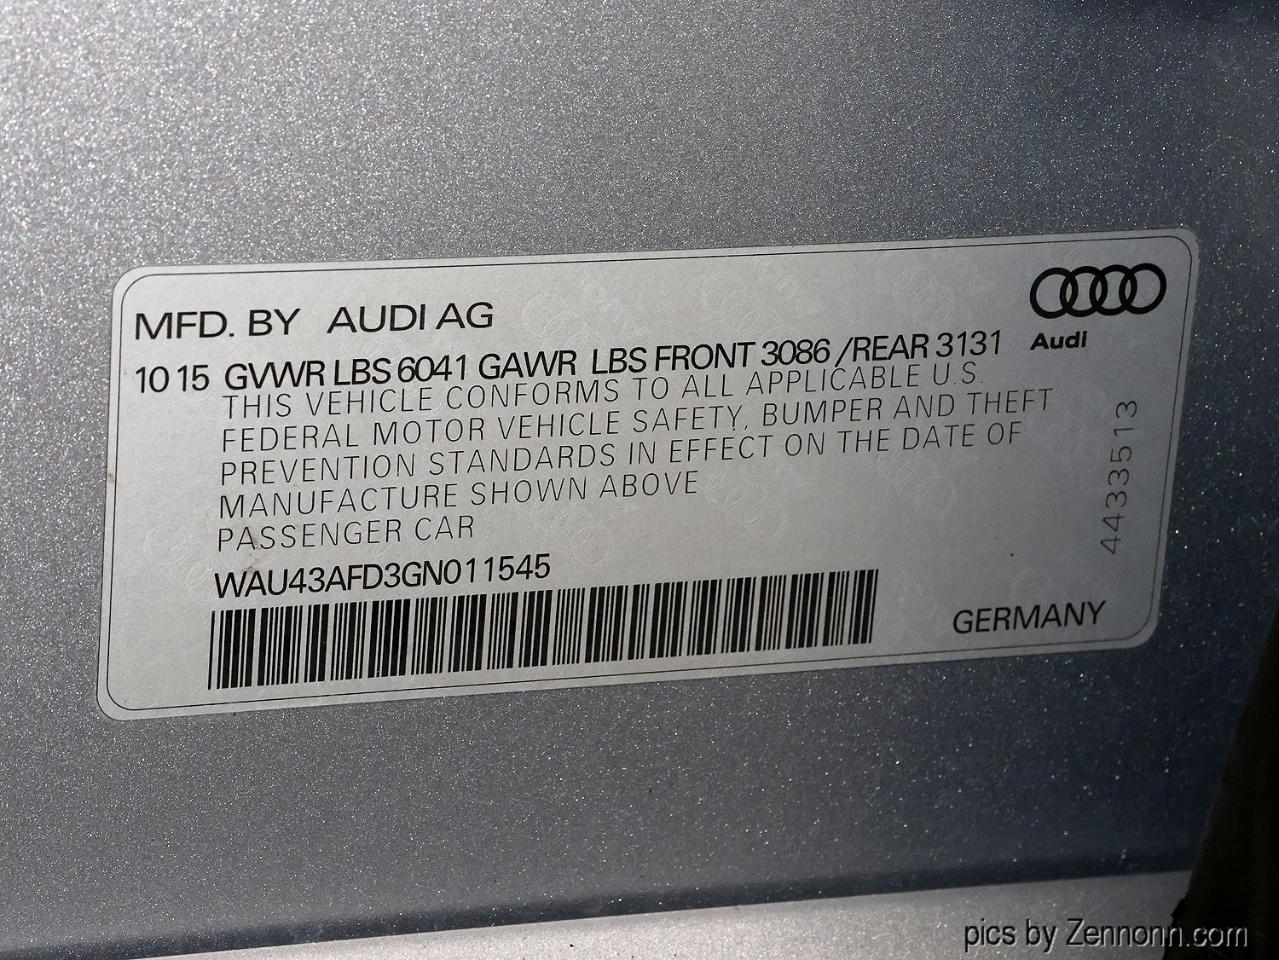 MFD. BY AUDI AG
Audi
10 15 GVWR LBS 6041 GAWR LBS FRONT 3086 /REAR 3131
THIS VEHICLE CONFORMS TO ALL APPLICABLE U.S.
FEDERAL MOTOR VEHICLE SAFETY, BUMPER AND THEFT
PREVENTION STANDARDS IN EFFECT ON THE DATE OF
MANUFACTURE SHOWN ABOVE
PASSENGER CAR
4433513
WAU43AFD3GN011545
GERMANY
pics by Zennonn.com